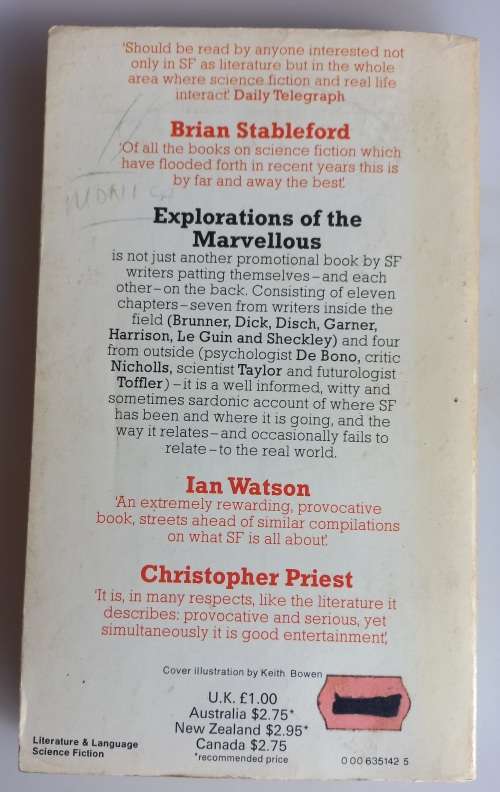 'Should be read by anyone interested not
only in SF as literature but in the whole
area where science fiction and real life
interact'. Daily Telegraph
Brian Stableford
'Of all the books on science fiction which
have flooded forth in recent years this is
by far and away the best'.
Explorations of the
Marvellous
is not just another promotional book by SF
writers patting themselves–and each
other–on the back. Consisting of eleven
chapters–seven from writers inside the
field (Brunner, Dick, Disch, Garner,
Harrison, Le Guin and Sheckley) and four
from outside (psychologist De Bono, critic
Nicholls, scientist Taylor and futurologist
Toffler)–it is a well informed, witty and
sometimes sardonic account of where SF
has been and where it is going, and the
way it relates–and occasionally fails to
relate–to the real world.
Ian Watson
'An extremely rewarding, provocative
book, streets ahead of similar compilations
on what SF is all about'.
Christopher Priest
'It is, in many respects, like the literature it
describes: provocative and serious, yet
simultaneously it is good entertainment',
Cover illustration by Keith Bowen
U.K. £1.00
Australia $2.75*
New Zealand $2.95*
Canada $2.75
*recommended price
Literature & Language
Science Fiction
0 00 635142 5